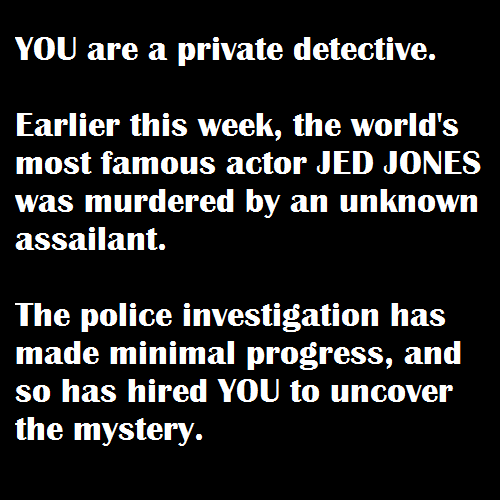 YOU are a private detective.
Earlier this week, the world's
most famous actor JED JONES
was murdered by an unknown
assailant.
The police investigation has
made minimal progress, and
so has hired YOU to uncover
the mystery.